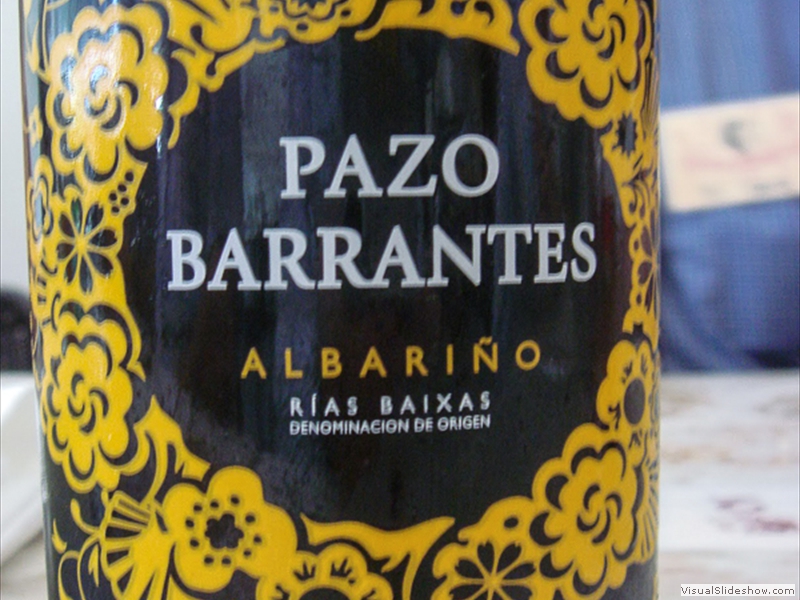 PAZO
BARRANTES
ALBARIÑO
RÍAS BAIXAS
DENOMINACION DE ORIGEN
VisualSlideshow.com